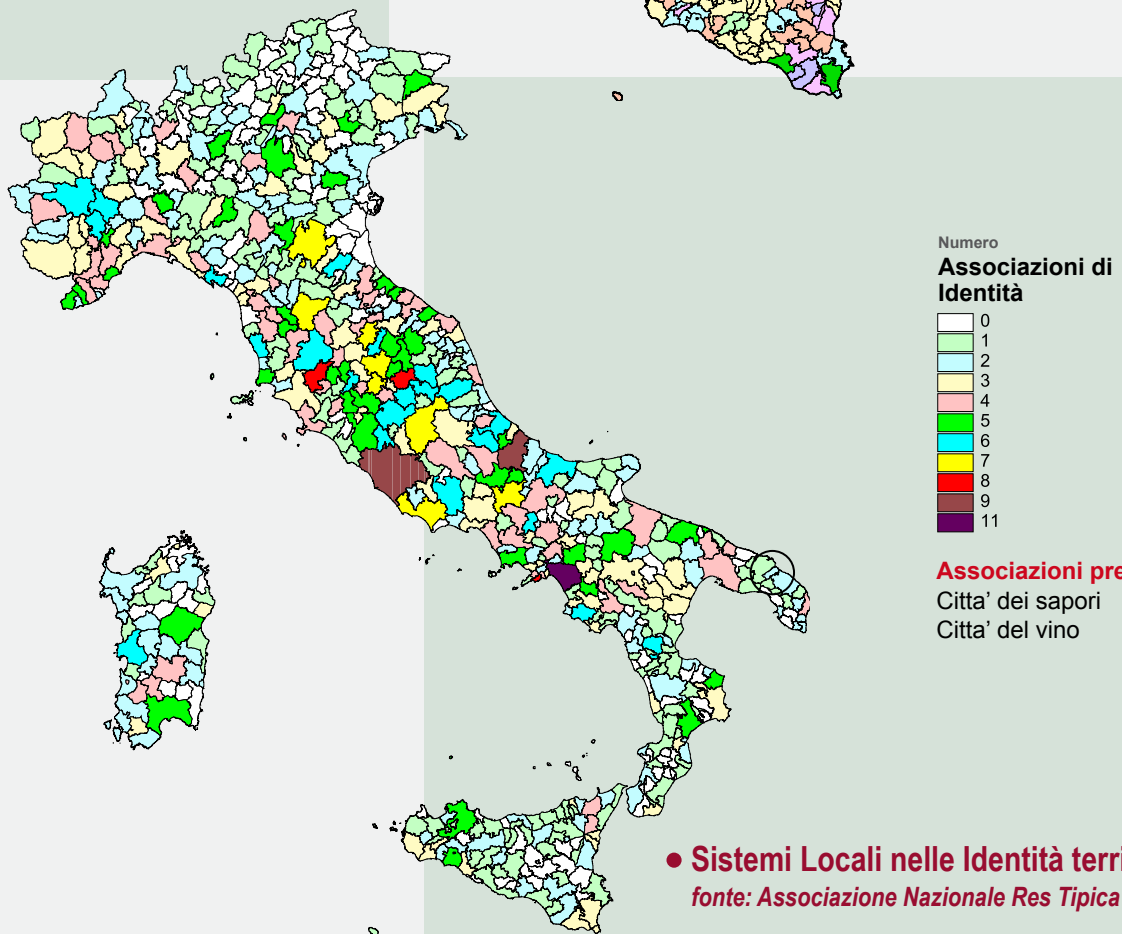 Numero
Associazioni di
Identità
0
1
2
3
4
5
6
7
8
9
11
Associazioni pre
Citta' dei sapori
Citta' del vino
• Sistemi Locali nelle Identità terri
fonte: Associazione Nazionale Res Tipica